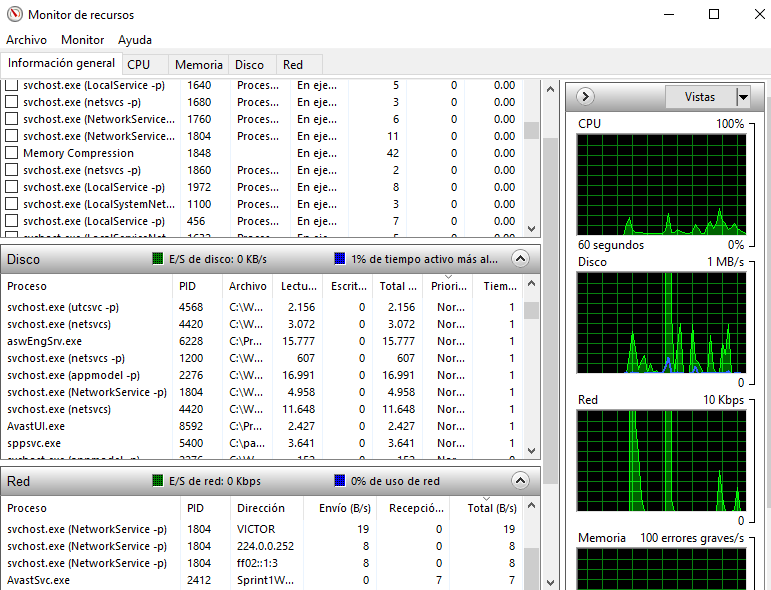 Monitor de recursos
Archivo Monitor Ayuda
Información general CPU Memoria Disco Red
svchost.exe (LocalService -p) 1640 Proces... En eje... 5 0 0.00
svchost.exe (netsvcs -p) 1680 Proces... En eje... 3 0 0.00
svchost.exe (NetworkService... 1760 Proces... En eje... 6 0 0.00
svchost.exe (NetworkService... 1804 Proces... En eje... 11 0 0.00
Memory Compression 1848 En eje... 42 0 0.00
svchost.exe (netsvcs -p) 1860 Proces... En eje... 2 0 0.00
svchost.exe (LocalService -p) 1972 Proces... En eje... 8 0 0.00
svchost.exe (LocalSystemNet... 1100 Proces... En eje... 3 0 0.00
svchost.exe (LocalService -p) 456 Proces... En eje... 7 0 0.00
Disco E/S de disco: 0 KB/s 1% de tiempo activo más al...
Proceso PID Archivo Lectu... Escrit... Total ... Priori... Tiem...
svchost.exe (utcsvc -p) 4568 C:\W... 2.156 0 2.156 Nor... 1
svchost.exe (netsvcs) 4420 C:\W... 3.072 0 3.072 Nor... 1
aswEngSrv.exe 6228 C:\Pr... 15.777 0 15.777 Nor... 1
svchost.exe (netsvcs -p) 1200 C:\W... 607 0 607 Nor... 1
svchost.exe (appmodel -p) 2276 C:\W... 16.991 0 16.991 Nor... 1
svchost.exe (NetworkService -p) 1804 C:\W... 4.958 0 4.958 Nor... 1
svchost.exe (netsvcs) 4420 C:\W... 11.648 0 11.648 Nor... 1
AvastUI.exe 8592 C:\Pr... 2.427 0 2.427 Nor... 1
sppsvc.exe 5400 C:\pa... 3.641 0 3.641 Nor... 1
Red E/S de red: 0 Kbps 0% de uso de red
Proceso PID Dirección Envío (B/s) Recepció... Total (B/s)
svchost.exe (NetworkService -p) 1804 VICTOR 19 0 19
svchost.exe (NetworkService -p) 1804 224.0.0.252 8 0 8
svchost.exe (NetworkService -p) 1804 ff02::1:3 8 0 8
AvastSvc.exe 2412 Sprint1W... 0 7 7
Vistas
CPU 100%
60 segundos 0%
Disco 1 MB/s
0
Red 10 Kbps
0
Memoria 100 errores graves/s